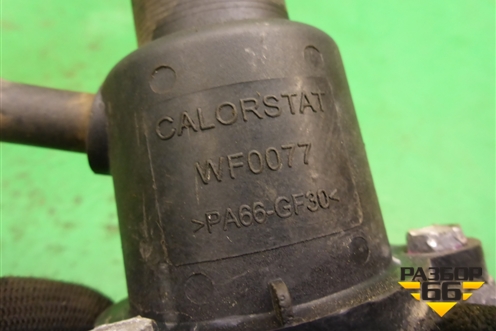 CALORSTAT
WF0077
>PA66-GF30<
РАЗБОР
66